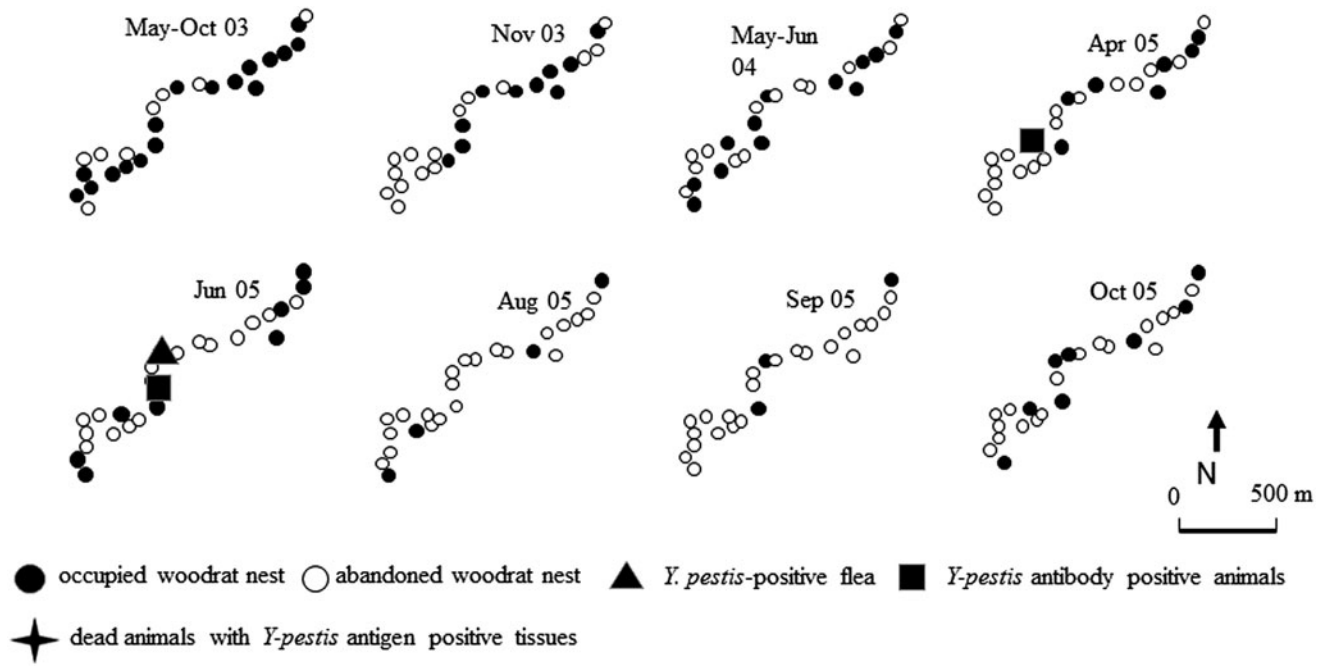 May-Oct 03
Nov 03
May-Jun
04
Apr 05
Jun 05
Aug 05
Sep 05
Oct 05
N
0
500 m
occupied woodrat nest
abandoned woodrat nest
Y. pestis-positive flea
Y-pestis antibody positive animals
dead animals with Y-pestis antigen positive tissues